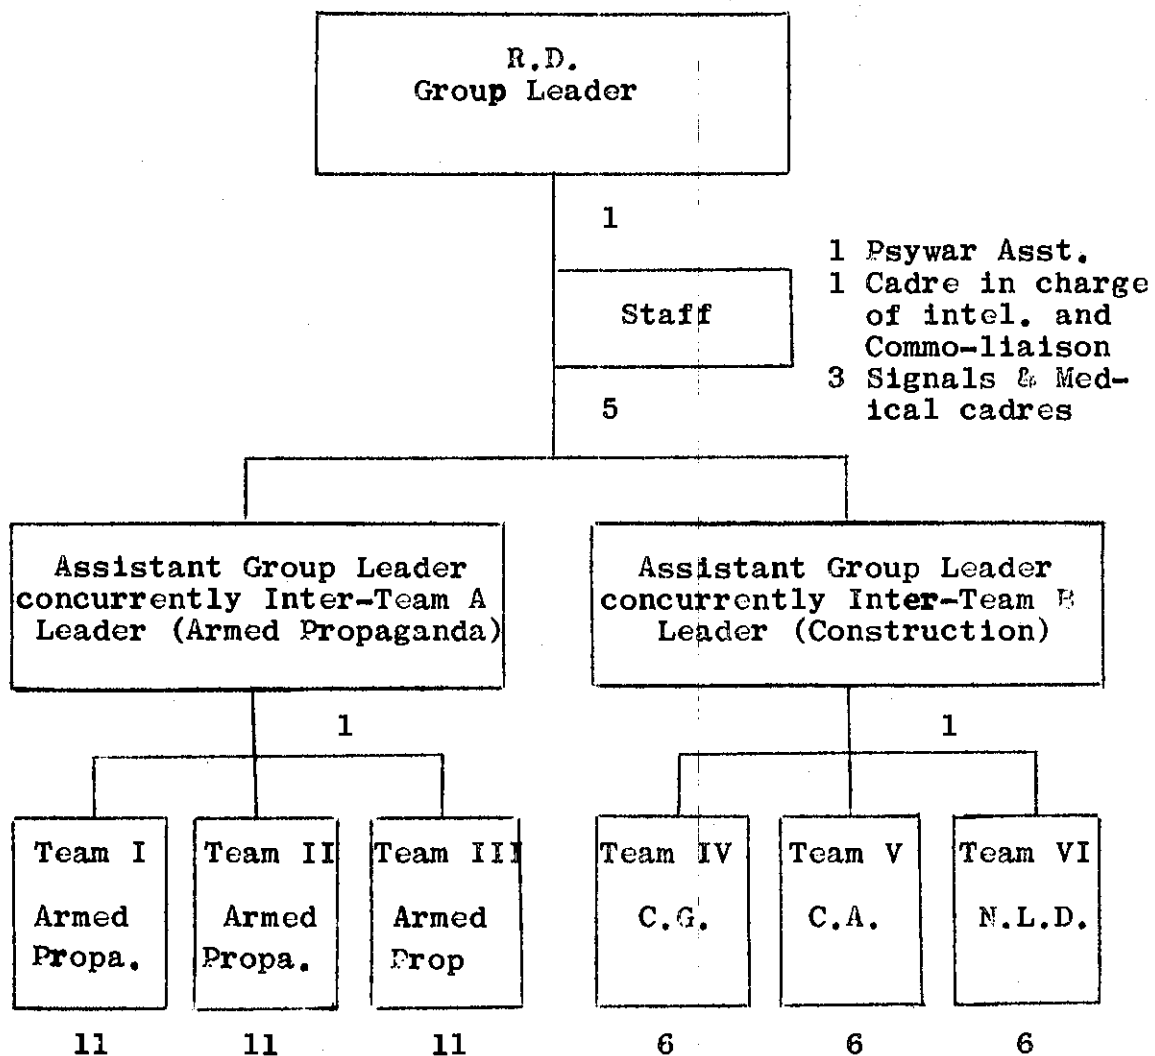 R.D.
Group Leader
1
Staff
1 Psywar Asst.
1 Cadre in charge
of intel. and
Commo-liaison
3 Signals & Med-
ical cadres
5
Assistant Group Leader
concurrently Inter-Team A
Leader (Armed Propaganda)
Assistant Group Leader
concurrently Inter-Team B
Leader (Construction)
1
1
Team I
Armed
Propa.
Team II
Armed
Propa.
Team III
Armed
Prop
Team IV
C.G.
Team V
C.A.
Team VI
N.L.D.
11
11
11
6
6
6